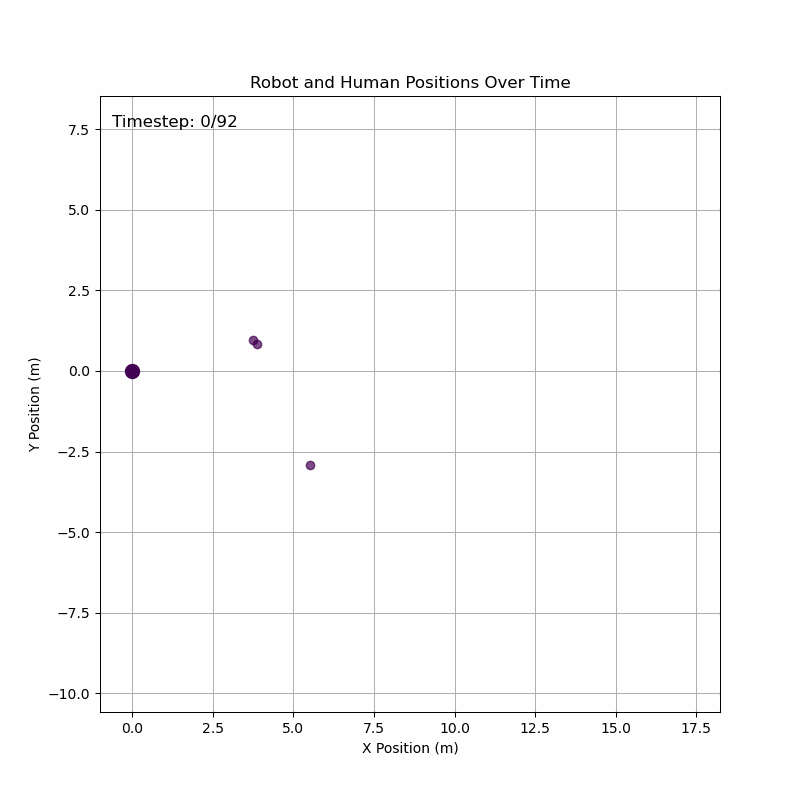 Robot and Human Positions Over Time
Timestep: 0/92
7.5
5.0
2.5
0.0
−2.5
−5.0
−7.5
−10.0
Y Position (m)
0.0 2.5 5.0 7.5 10.0 12.5 15.0 17.5
X Position (m)